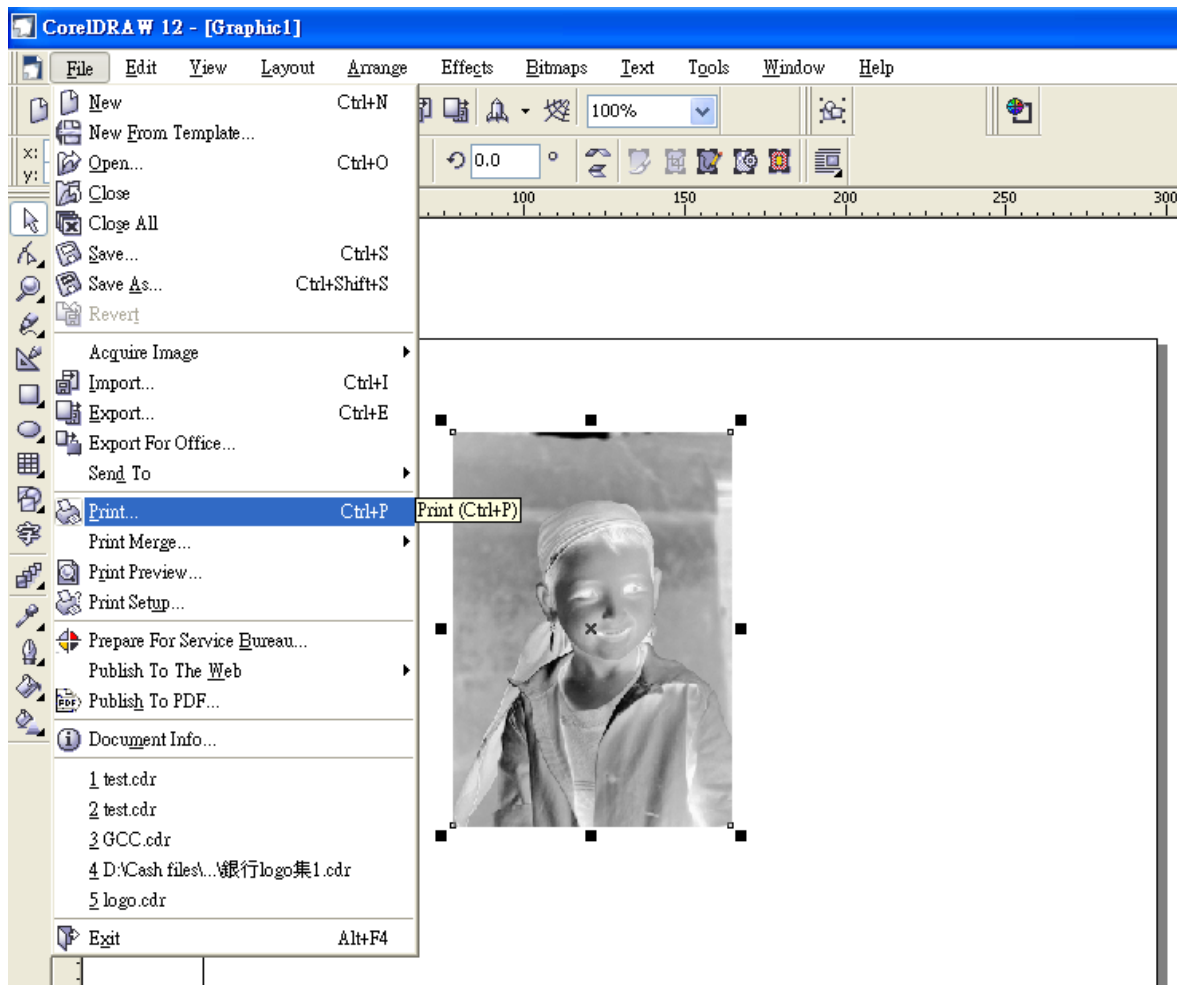 CorelDRAW 12 - [Graphic1]
File Edit View Layout Arrange Effects Bitmaps Text Tools Window Help
100%
x:
y:
0.0 °
100 150 200 250 300
New Ctrl+N
New From Template...
Open... Ctrl+O
Close
Close All
Save... Ctrl+S
Save As... Ctrl+Shift+S
Revert
Acquire Image
Import... Ctrl+I
Export... Ctrl+E
Export For Office...
Send To
Print... Ctrl+P
Print (Ctrl+P)
Print Merge...
Print Preview...
Print Setup...
Prepare For Service Bureau...
Publish To The Web
PDF Publish To PDF...
Document Info...
1 test.cdr
2 test.cdr
3 GCC.cdr
4 D:\Cash files\...\銀行logo集1.cdr
5 logo.cdr
Exit Alt+F4
字